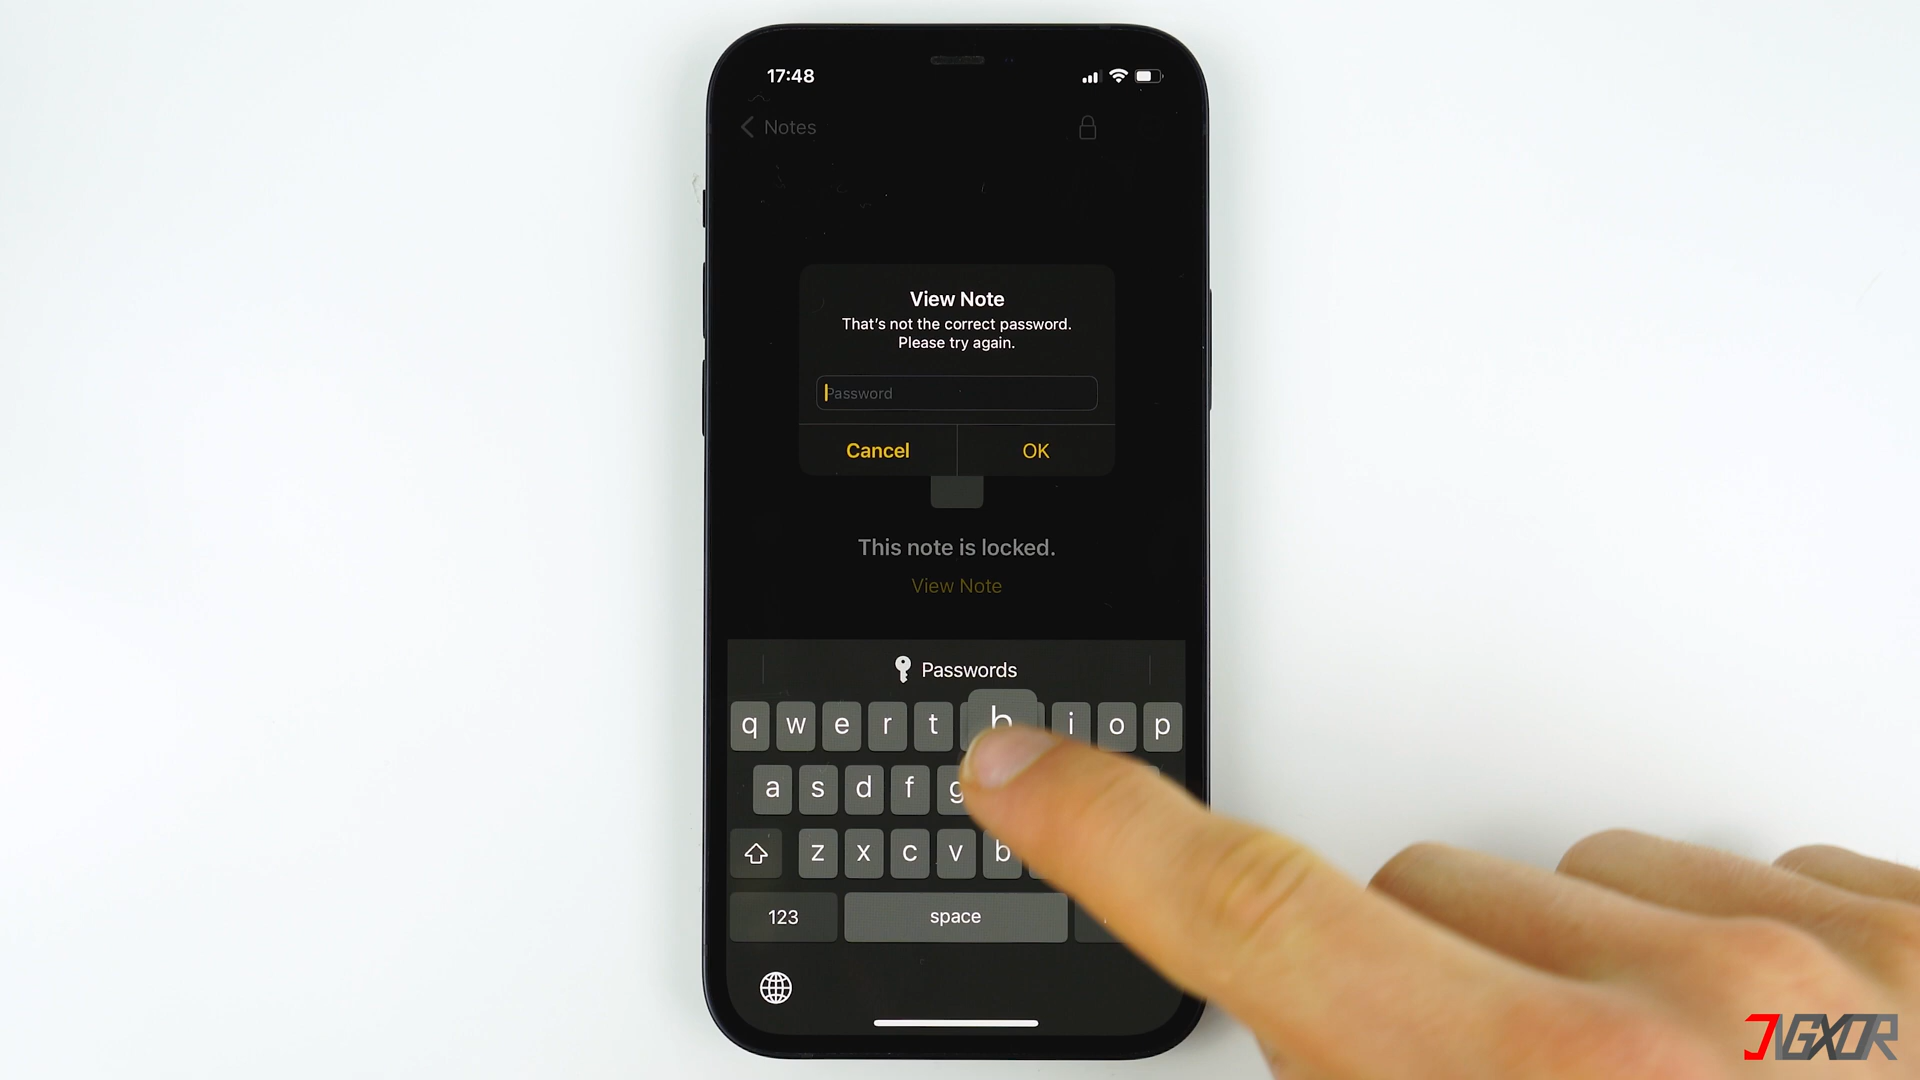 17:48
Notes
View Note
That's not the correct password.
Please try again.
Password
Cancel
OK
This note is locked.
View Note
Passwords
q w e r t h i o p
a s d f g
z x c v b
123 space